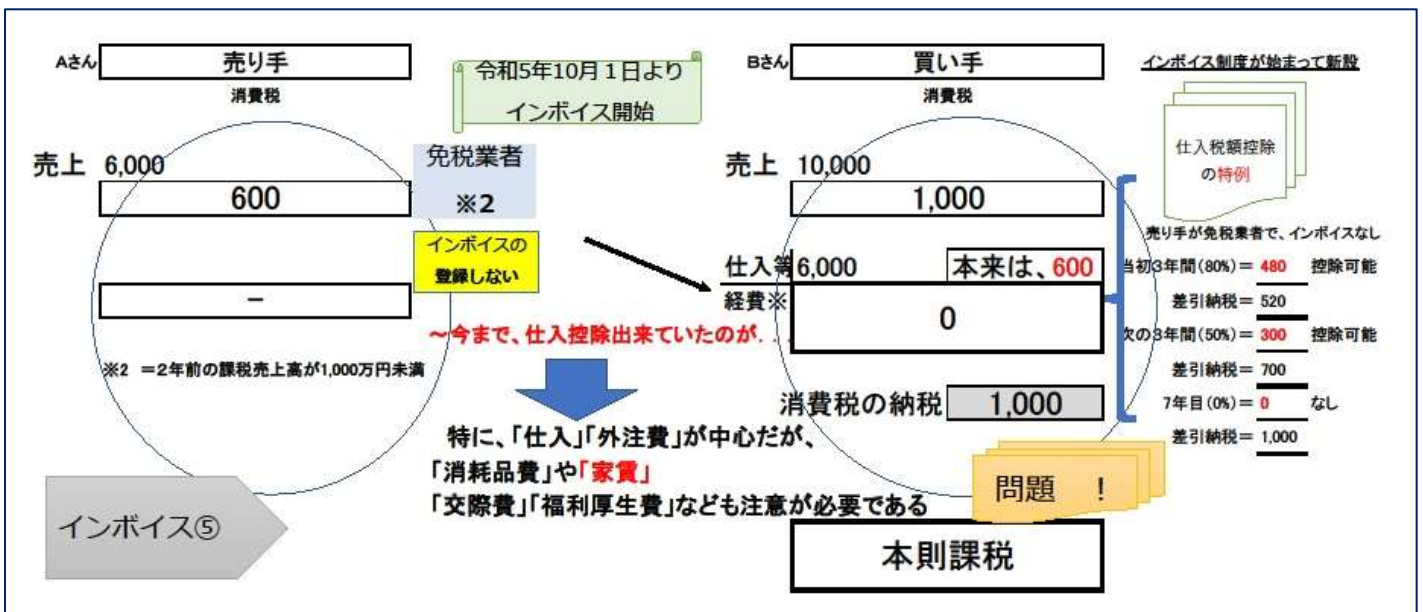 Aさん
売り手
消費税
売上 6,000
600
免税業者
※2
インボイスの
登録しない
－
※2 ＝2年前の課税売上高が1,000万円未満
令和5年10月１日より
インボイス開始
Bさん
買い手
消費税
売上 10,000
1,000
仕入等 6,000
本来は、600
経費※
0
～今まで、仕入控除出来ていたのが．．．
消費税の納税 1,000
特に、「仕入」「外注費」が中心だが、
「消耗品費」や「家賃」
「交際費」「福利厚生費」なども注意が必要である
インボイス⑤
問題　！
本則課税
インボイス制度が始まって新設
仕入税額控除
の特例
売り手が免税業者で、インボイスなし
当初3年間(80%)＝ 480 控除可能
差引納税＝ 520
次の3年間(50%)＝ 300 控除可能
差引納税＝ 700
7年目(0%)＝ 0 なし
差引納税＝ 1,000